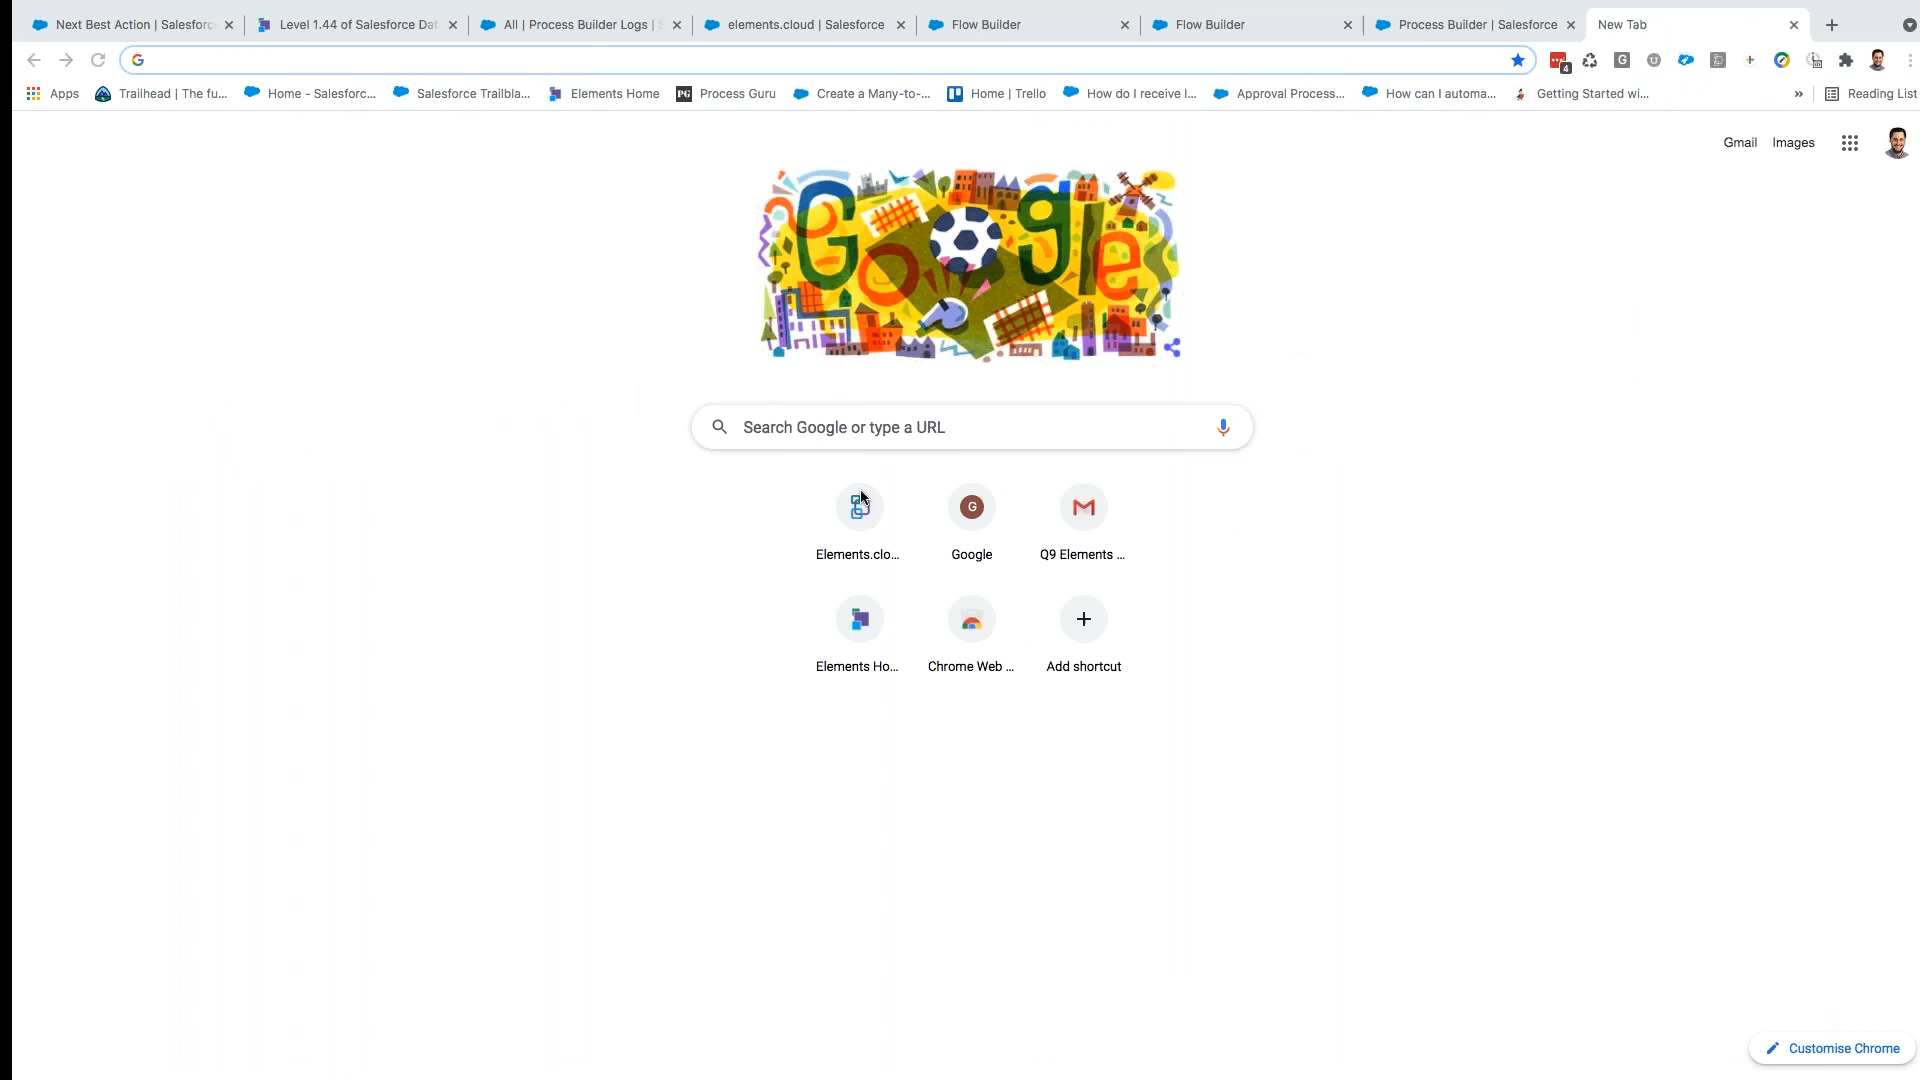 Next Best Action | Salesforc
Level 1.44 of Salesforce Dat
All | Process Builder Logs | S
elements.cloud | Salesforce
Flow Builder
Flow Builder
Process Builder | Salesforce
New Tab
G
4
G
U
Apps
Trailhead | The fu...
Home - Salesforc...
Salesforce Trailbla...
Elements Home
PG Process Guru
Create a Many-to-...
Home | Trello
How do I receive I...
Approval Process...
How can I automa...
Getting Started wi...
»
Reading List
Gmail
Images
Google
Search Google or type a URL
G
Elements.clo...
Google
Q9 Elements ...
Elements Ho...
Chrome Web ...
Add shortcut
Customise Chrome